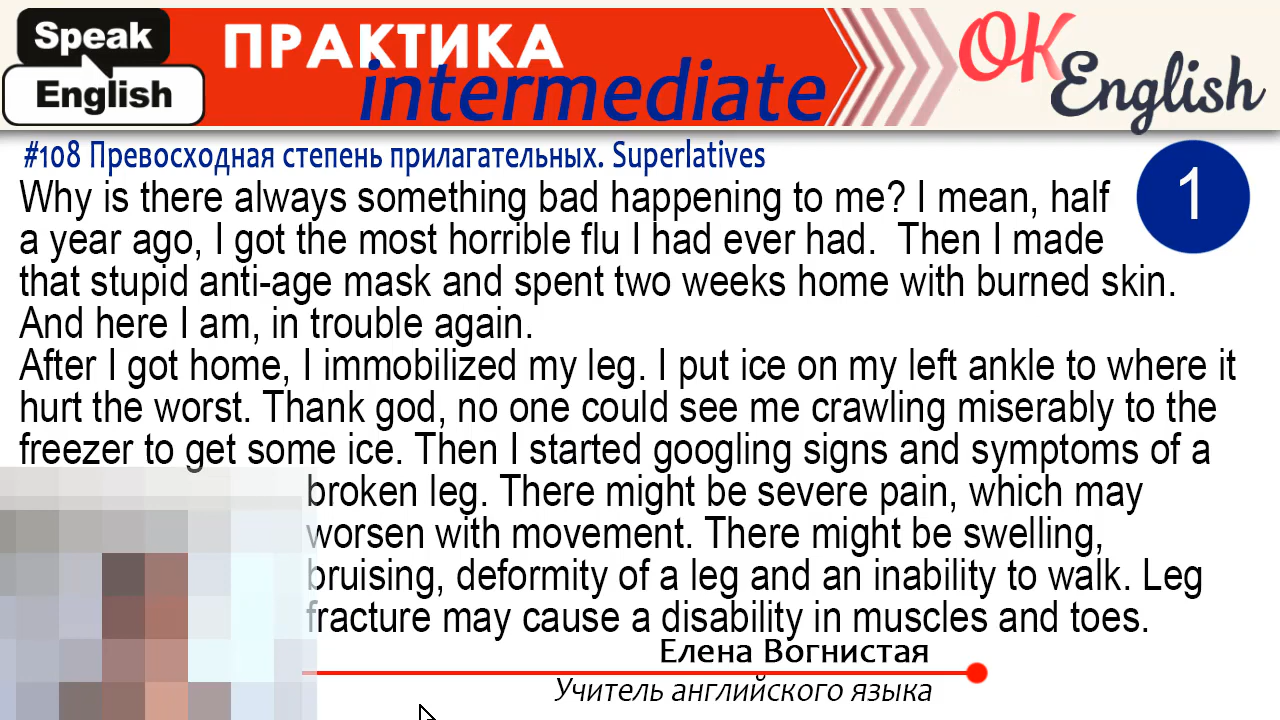 Speak
English
ПРАКТИКА
intermediate
OK
English
#108 Превосходная степень прилагательных. Superlatives
1
Why is there always something bad happening to me? I mean, half
a year ago, I got the most horrible flu I had ever had. Then I made
that stupid anti-age mask and spent two weeks home with burned skin.
And here I am, in trouble again.
After I got home, I immobilized my leg. I put ice on my left ankle to where it
hurt the worst. Thank god, no one could see me crawling miserably to the
freezer to get some ice. Then I started googling signs and symptoms of a
broken leg. There might be severe pain, which may
worsen with movement. There might be swelling,
bruising, deformity of a leg and an inability to walk. Leg
fracture may cause a disability in muscles and toes.
Елена Вогнистая
Учитель английского языка